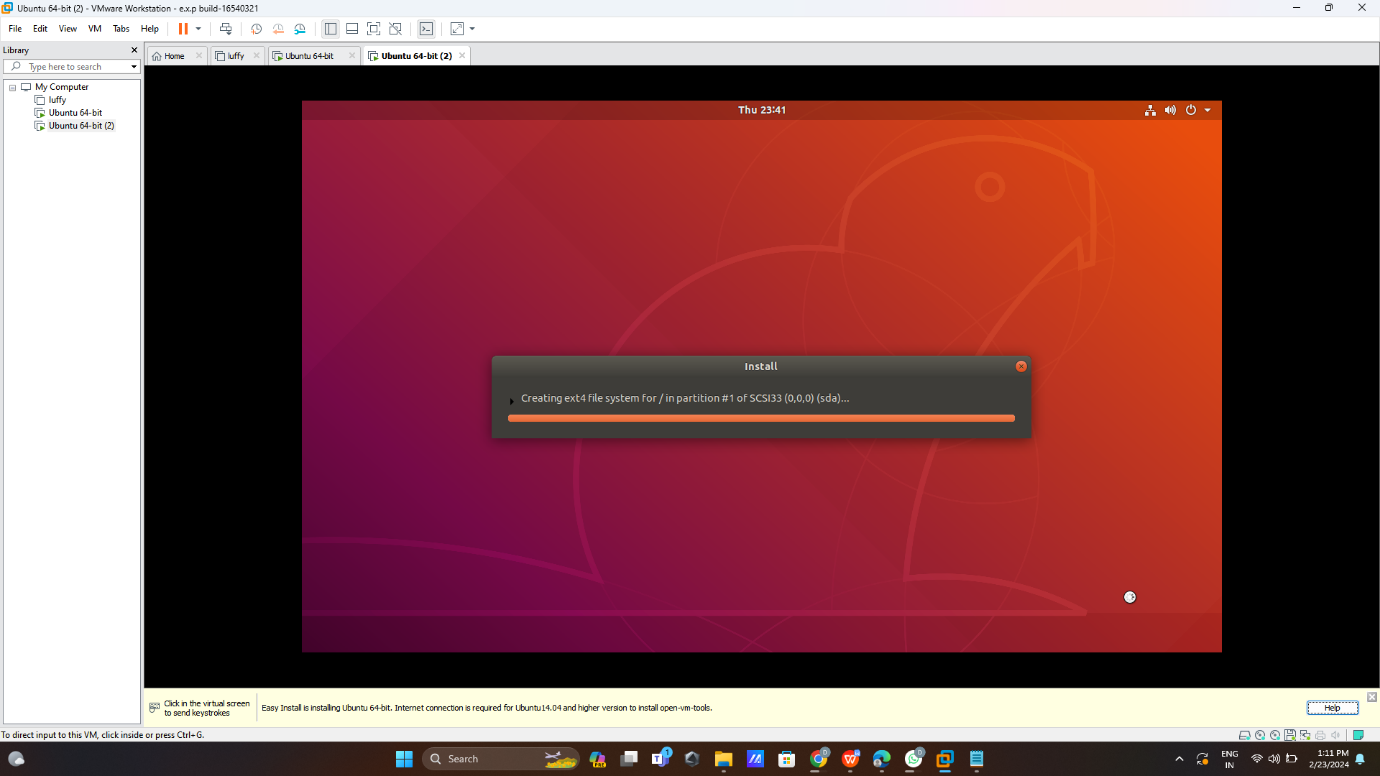 Ubuntu 64-bit (2) - VMware Workstation - e.x.p build-16540321
File Edit View VM Tabs Help
Library
Type here to search
My Computer
luffy
Ubuntu 64-bit
Ubuntu 64-bit (2)
Home luffy Ubuntu 64-bit Ubuntu 64-bit (2)
Thu 23:41
Install
Creating ext4 file system for / in partition #1 of SCSI33 (0,0,0) (sda)...
Click in the virtual screen
to send keystrokes
Easy Install is installing Ubuntu 64-bit. Internet connection is required for Ubuntu14.04 and higher version to install open-vm-tools.
Help
To direct input to this VM, click inside or press Ctrl+G.
Search
PRE
1
0
0
ENG
IN
1:11 PM
2/23/2024